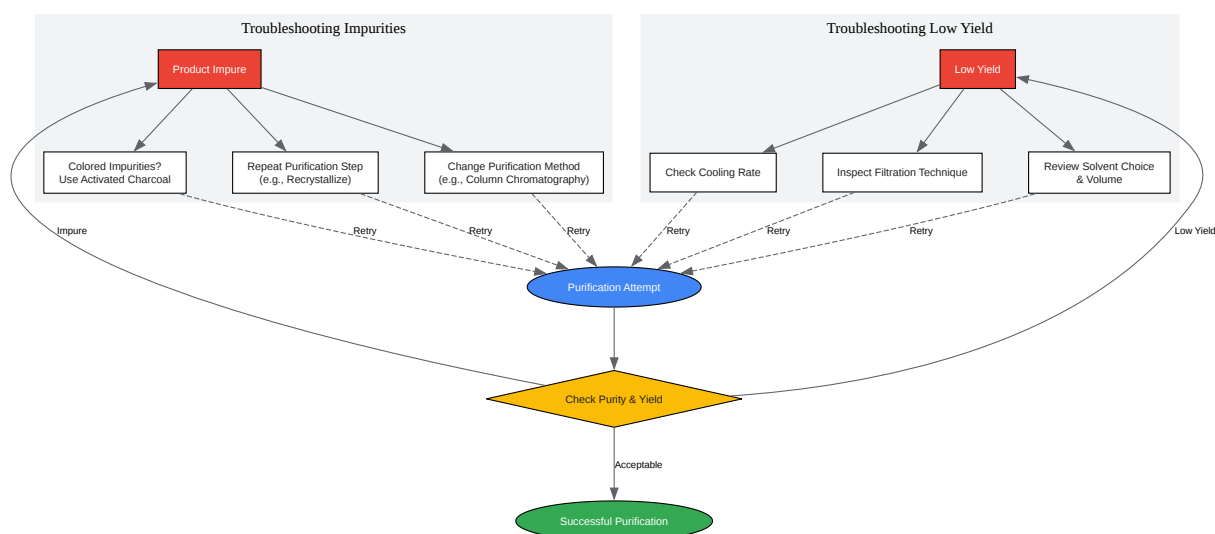 Troubleshooting Impurities
Troubleshooting Low Yield
Product Impure
Low Yield
Colored Impurities?
Use Activated Charcoal
Repeat Purification Step
(e.g., Recrystallize)
Change Purification Method
(e.g., Column Chromatography)
Check Cooling Rate
Inspect Filtration Technique
Review Solvent Choice
& Volume
Impure
Retry
Retry
Retry
Retry
Retry
Retry
Low Yield
Purification Attempt
Check Purity & Yield
Acceptable
Successful Purification